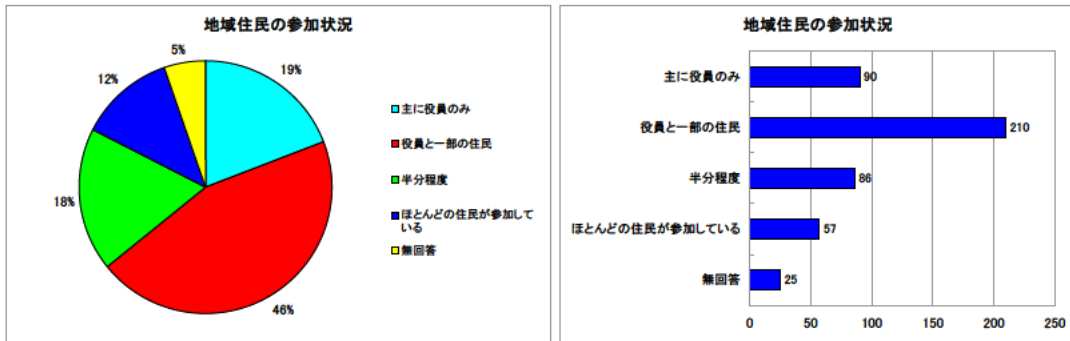 地域住民の参加状況
5%
19%
12%
18%
46%
主に役員のみ
役員と一部の住民
半分程度
ほとんどの住民が参加して
いる
無回答
地域住民の参加状況
主に役員のみ 90
役員と一部の住民 210
半分程度 86
ほとんどの住民が参加している 57
無回答 25
0 50 100 150 200 250